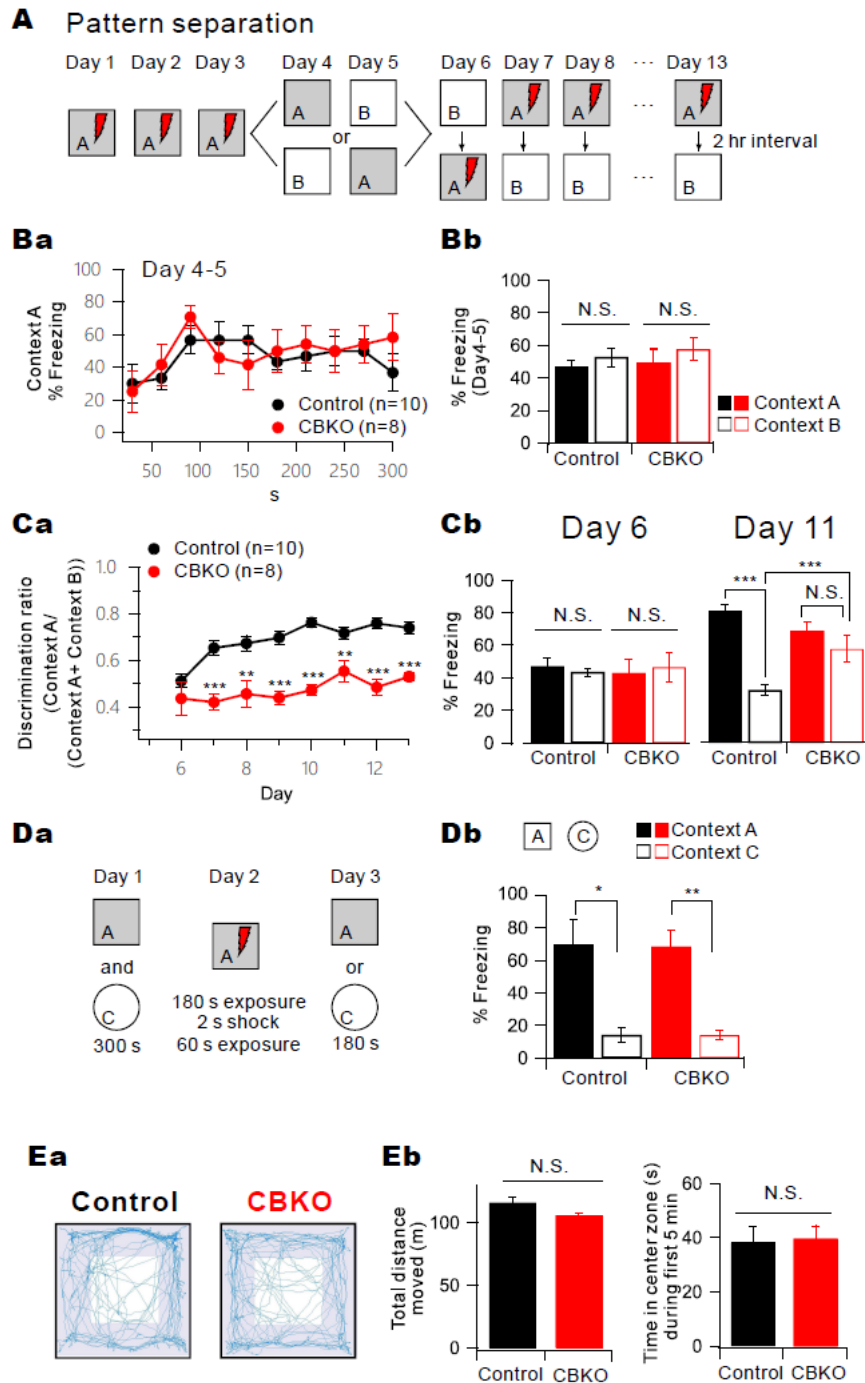 A Pattern separation
Day 1 Day 2 Day 3 Day 4 Day 5 Day 6 Day 7 Day 8 ... Day 13
A B B A A A
A A A or 2 hr interval
B A A B B ... B
Ba Bb
Day 4-5
Context A
% Freezing
100
80
60
40
20
0
Control (n=10)
CBKO (n=8)
50 100 150 200 250 300
s
% Freezing
(Day4-5)
100
80
60
40
20
0
N.S. N.S.
Context A
Context B
Control CBKO
Ca Cb
Control (n=10)
CBKO (n=8)
Discrimination ratio
(Context A/
(Context A+ Context B))
1.0
0.8
0.6
0.4
*** ** *** *** ** *** ***
6 8 10 12
Day
Day 6 Day 11
% Freezing
100
80
60
40
20
0
N.S. N.S.
*** *** N.S.
Control CBKO Control CBKO
Da Db
Day 1 Day 2 Day 3
A A A
and or
C C
300 s 180 s
180 s exposure
2 s shock
60 s exposure
A C
Context A
Context C
% Freezing
100
80
60
40
20
0
* **
Control CBKO
Ea Eb
Control CBKO
Total distance
moved (m)
100
50
0
N.S.
Control CBKO
Time in center zone (s)
during first 5 min
60
40
20
0
N.S.
Control CBKO